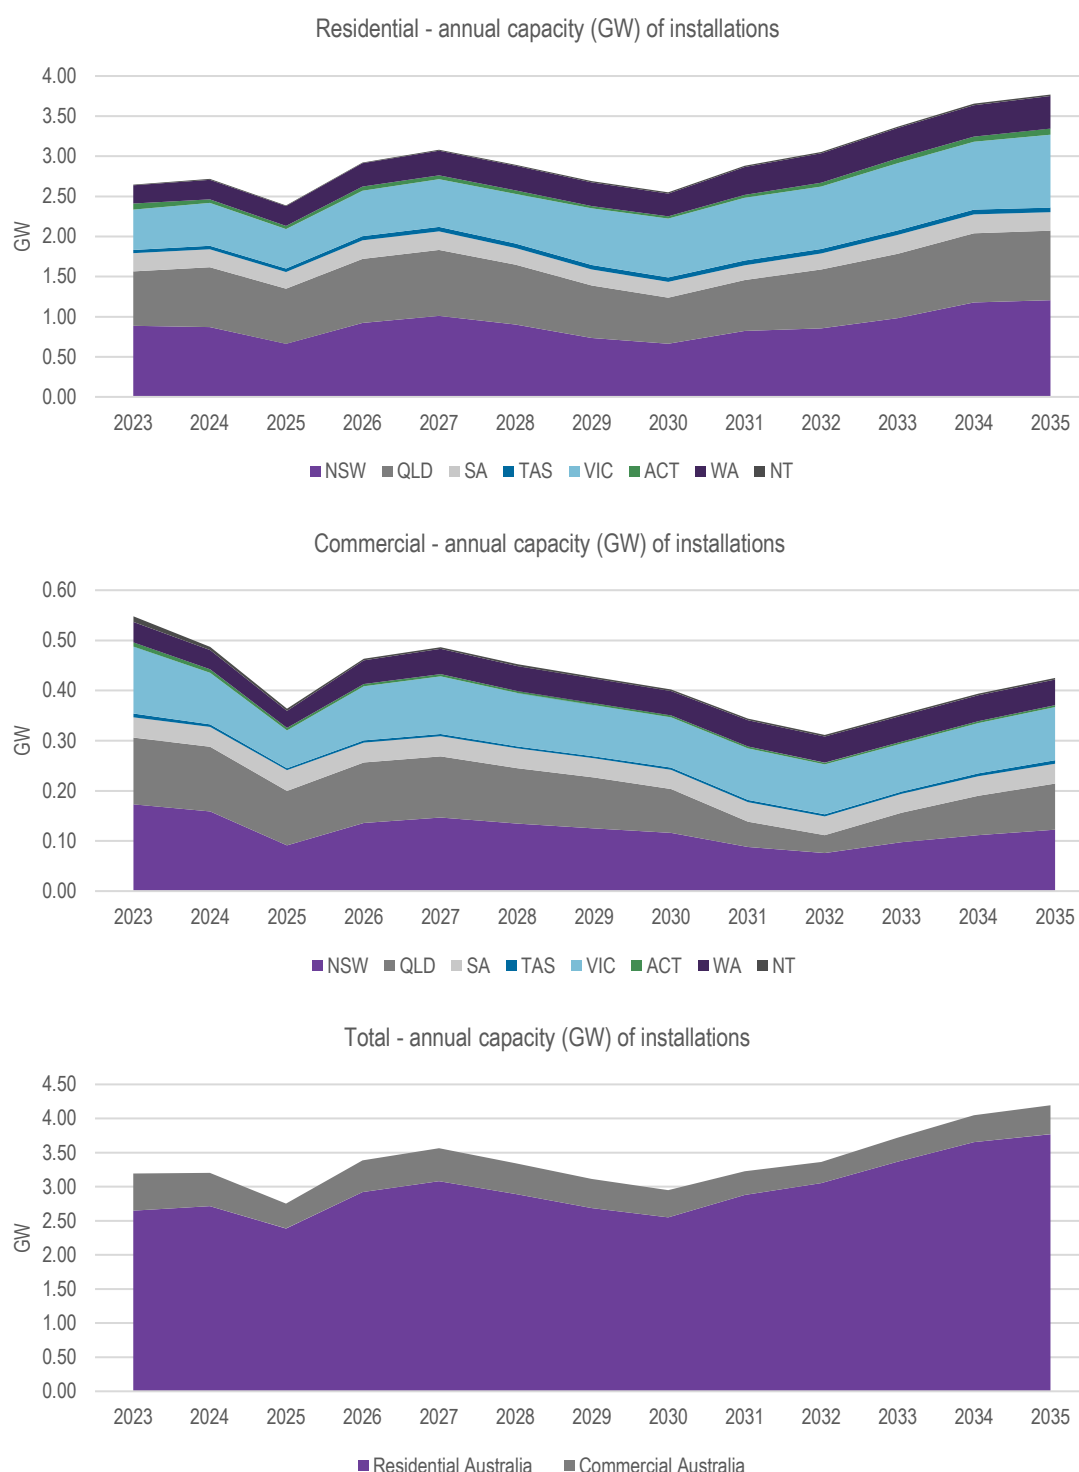 Residential - annual capacity (GW) of installations
4.00
3.50
3.00
2.50
2.00
1.50
1.00
0.50
0.00
GW
2023 2024 2025 2026 2027 2028 2029 2030 2031 2032 2033 2034 2035
NSW QLD SA TAS VIC ACT WA NT
Commercial - annual capacity (GW) of installations
0.60
0.50
0.40
0.30
0.20
0.10
0.00
GW
2023 2024 2025 2026 2027 2028 2029 2030 2031 2032 2033 2034 2035
NSW QLD SA TAS VIC ACT WA NT
Total - annual capacity (GW) of installations
4.50
4.00
3.50
3.00
2.50
2.00
1.50
1.00
0.50
0.00
GW
2023 2024 2025 2026 2027 2028 2029 2030 2031 2032 2033 2034 2035
Residential Australia Commercial Australia